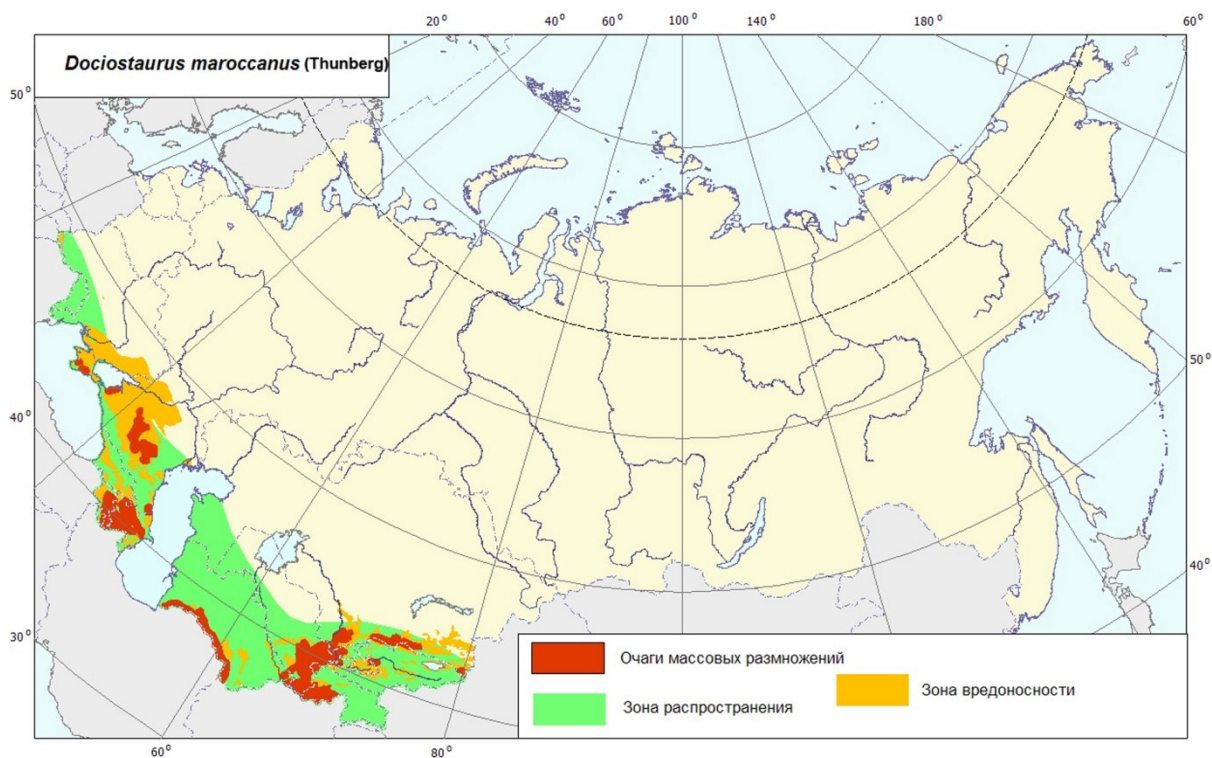 20° 40° 60° 100° 140° 180° 60°
Dociostaurus maroccanus (Thunberg)
50°
50°
40°
40°
30°
Очаги массовых размножений
Зона вредоносности
Зона распространения
60° 80°